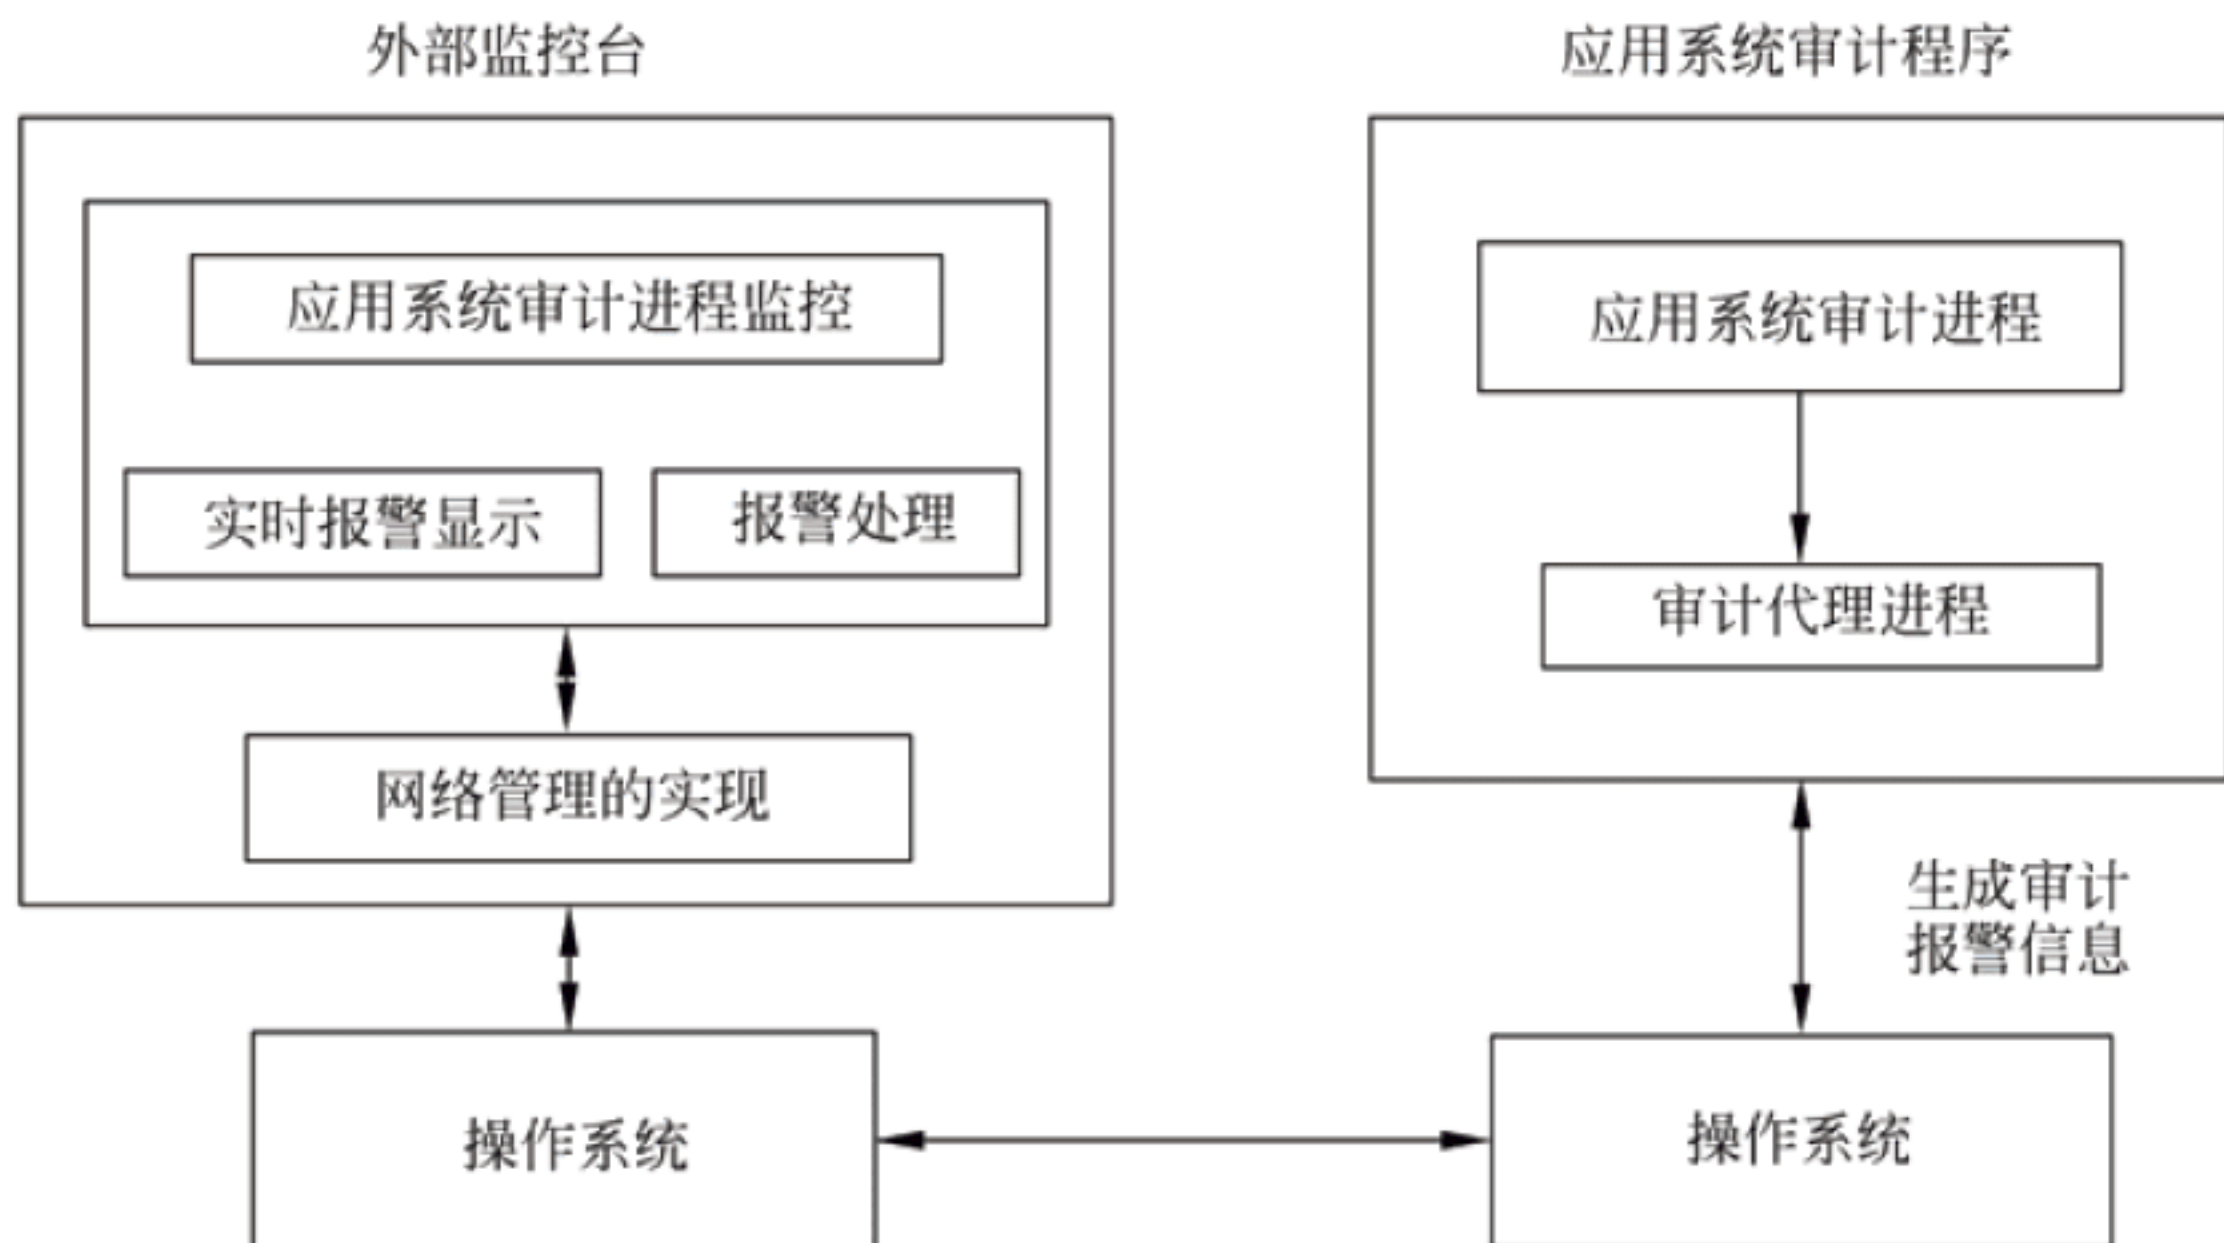 外部监控台
应用系统审计程序
应用系统审计进程监控
实时报警显示
报警处理
网络管理的实现
操作系统
应用系统审计进程
审计代理进程
生成审计
报警信息
操作系统